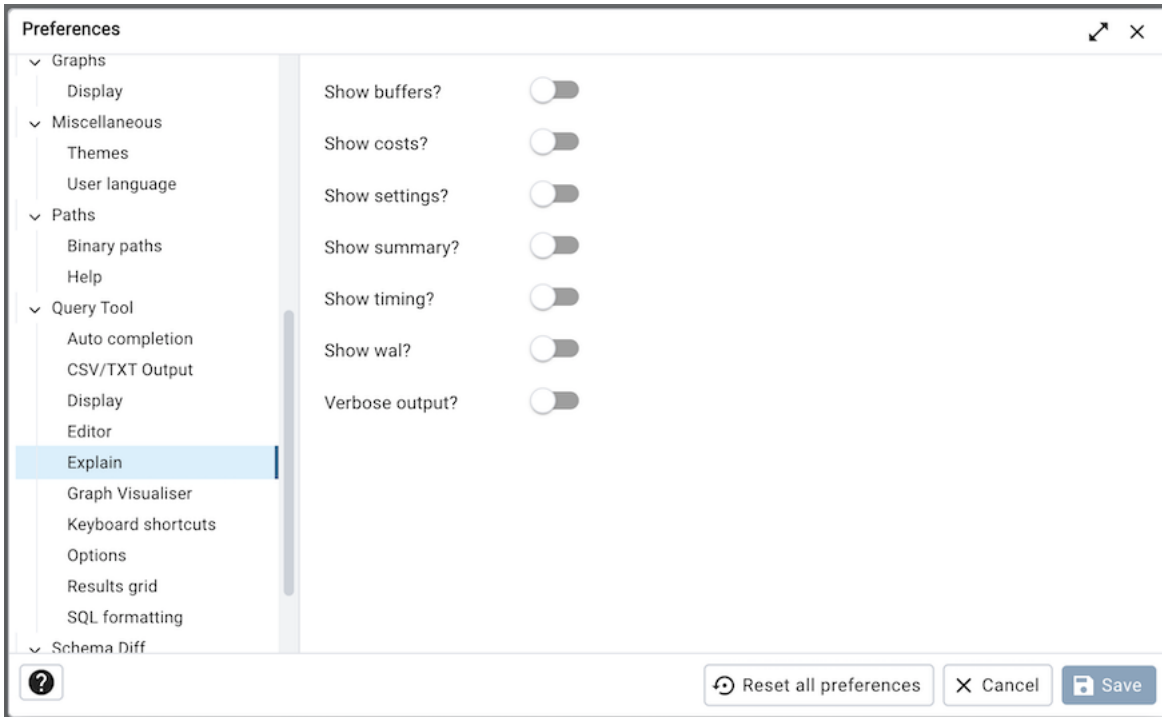 Preferences
Graphs
Display
Miscellaneous
Themes
User language
Paths
Binary paths
Help
Query Tool
Auto completion
CSV/TXT Output
Display
Editor
Explain
Graph Visualiser
Keyboard shortcuts
Options
Results grid
SQL formatting
Schema Diff
Show buffers?
Show costs?
Show settings?
Show summary?
Show timing?
Show wal?
Verbose output?
?
Reset all preferences
Cancel
Save